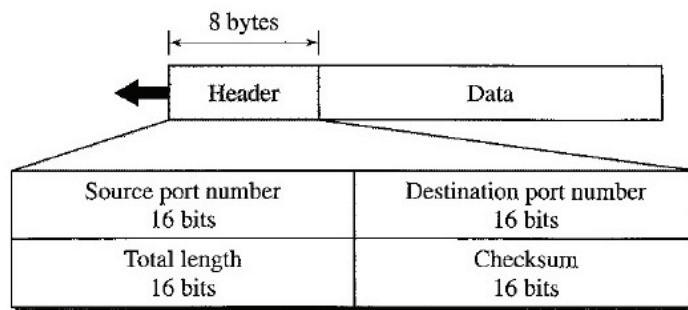 8 bytes
Header Data
Source port number Destination port number
16 bits 16 bits
Total length Checksum
16 bits 16 bits